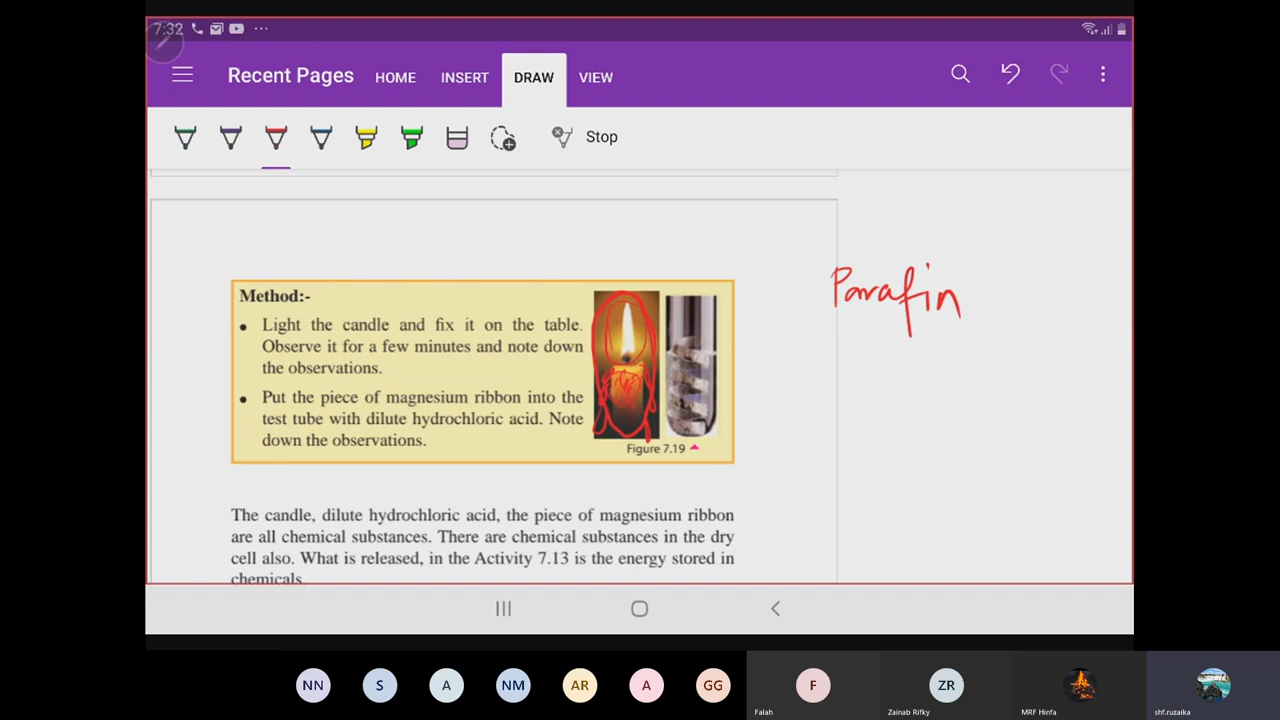 7:32
Recent Pages HOME INSERT DRAW VIEW
Stop
Method:-
• Light the candle and fix it on the table.
Observe it for a few minutes and note down
the observations.
• Put the piece of magnesium ribbon into the
test tube with dilute hydrochloric acid. Note
down the observations.
Figure 7.19
Parafin
The candle, dilute hydrochloric acid, the piece of magnesium ribbon
are all chemical substances. There are chemical substances in the dry
cell also. What is released, in the Activity 7.13 is the energy stored in
chemicals.
NN S A NM AR A GG F ZR
Falah Zainab Rifky MRF Hinfa shf.ruzaika